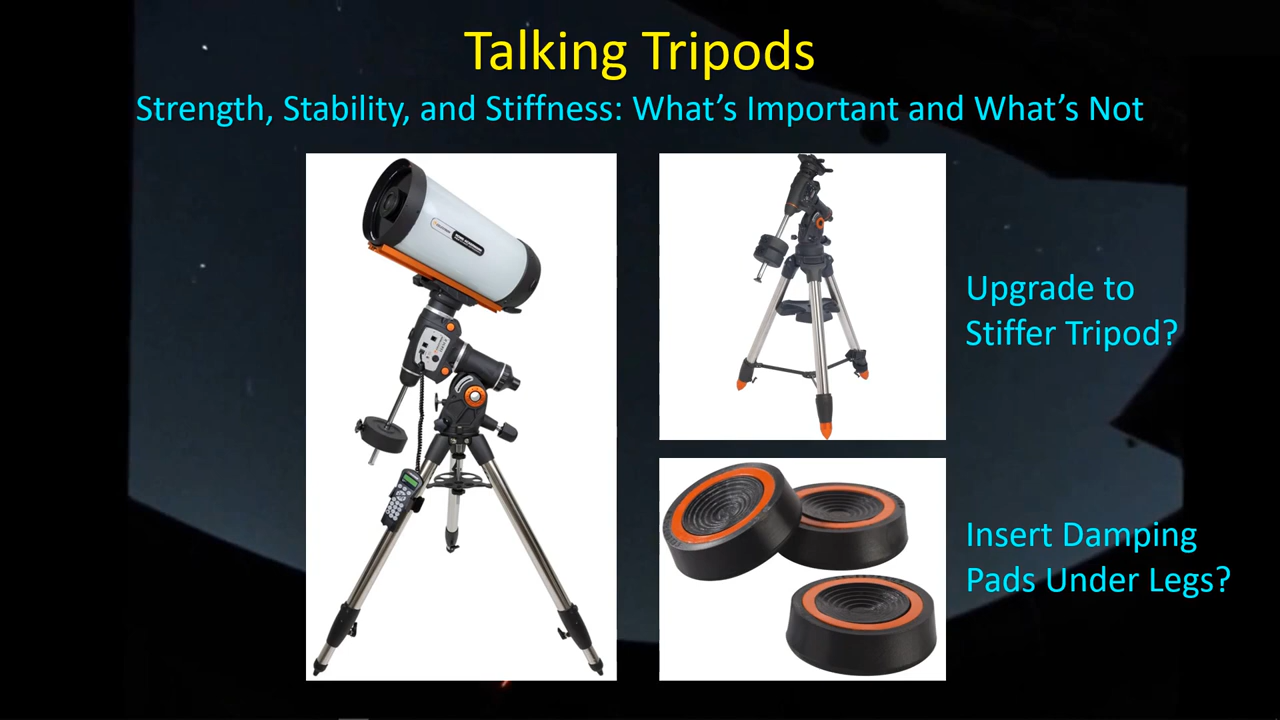 Talking Tripods
Strength, Stability, and Stiffness: What's Important and What's Not
Upgrade to
Stiffer Tripod?
Insert Damping
Pads Under Legs?